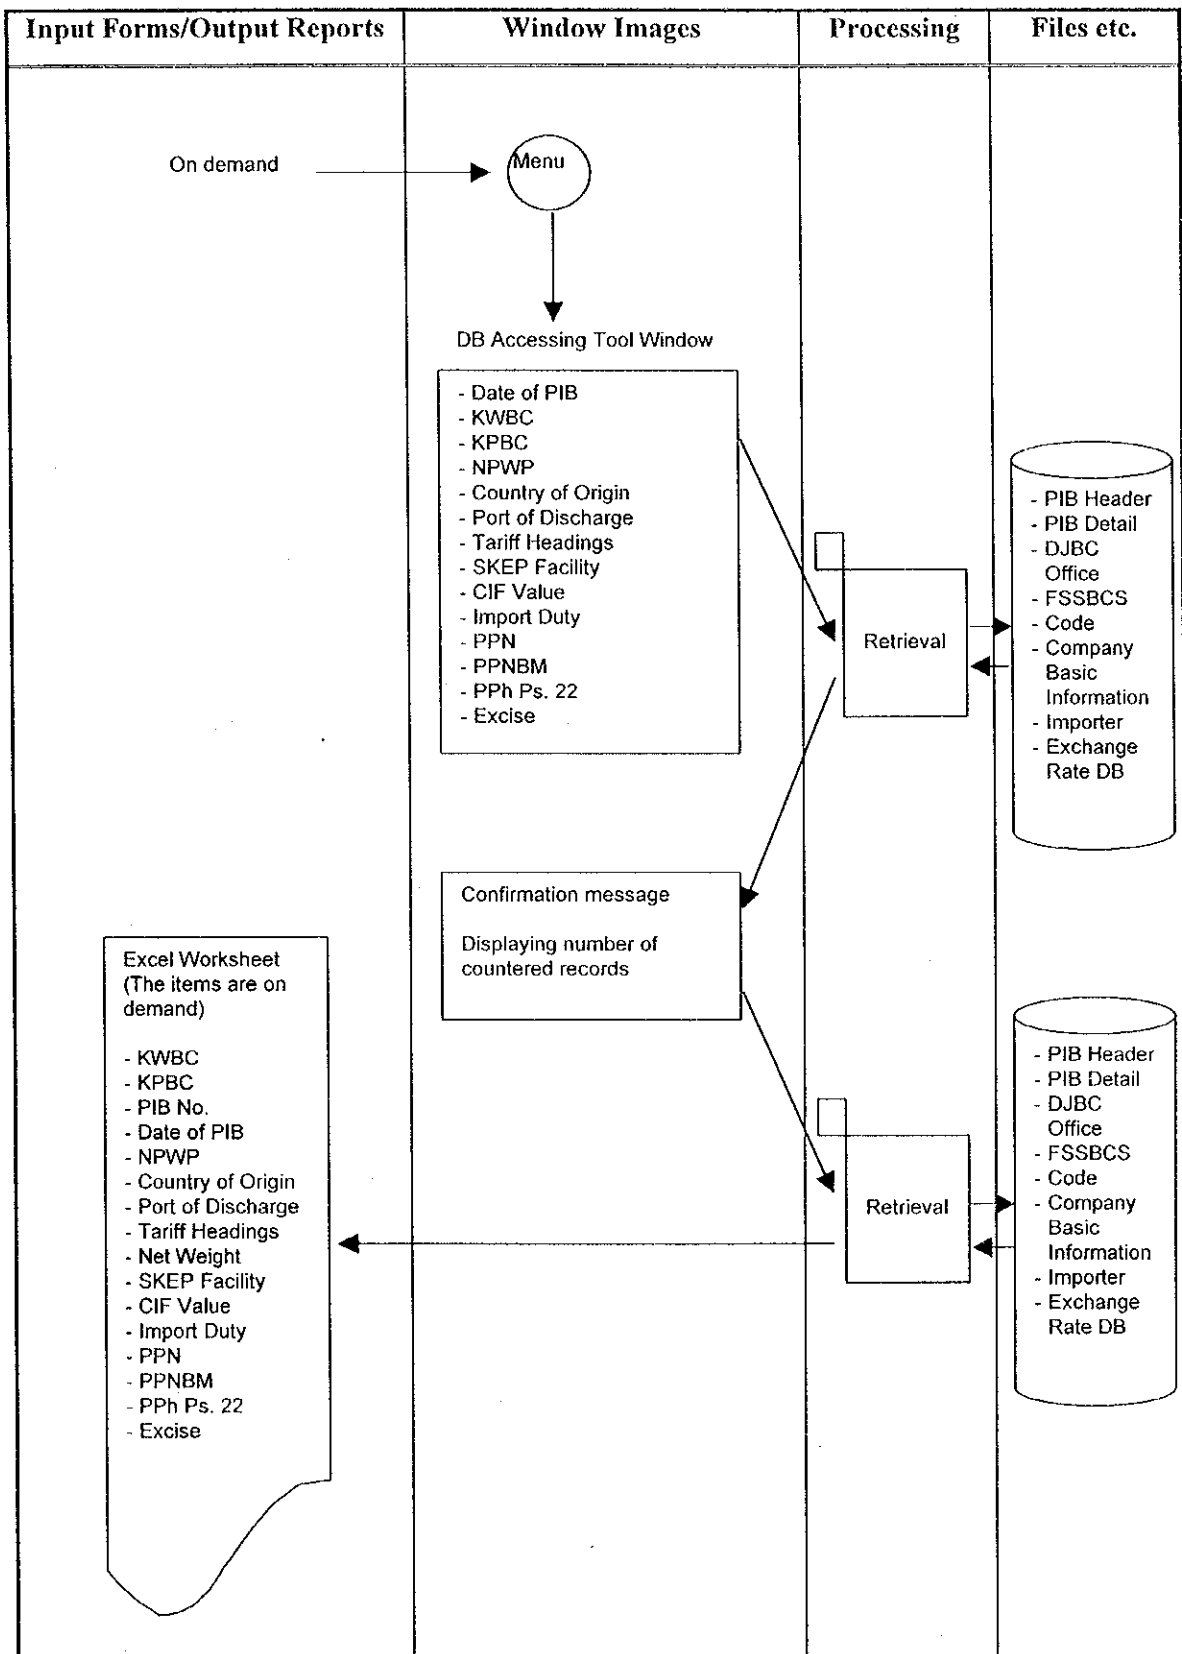 Input Forms/Output Reports
Window Images
Processing
Files etc.
On demand
Menu
DB Accessing Tool Window
- Date of PIB
- KWBC
- KPBC
- NPWP
- Country of Origin
- Port of Discharge
- Tariff Headings
- SKEP Facility
- CIF Value
- Import Duty
- PPN
- PPNBM
- PPh Ps. 22
- Excise
Retrieval
- PIB Header
- PIB Detail
- DJBC
Office
- FSSBCS
- Code
- Company
Basic
Information
- Importer
- Exchange
Rate DB
Confirmation message
Displaying number of
countered records
Excel Worksheet
(The items are on
demand)
- KWBC
- KPBC
- PIB No.
- Date of PIB
- NPWP
- Country of Origin
- Port of Discharge
- Tariff Headings
- Net Weight
- SKEP Facility
- CIF Value
- Import Duty
- PPN
- PPNBM
- PPh Ps. 22
- Excise
Retrieval
- PIB Header
- PIB Detail
- DJBC
Office
- FSSBCS
- Code
- Company
Basic
Information
- Importer
- Exchange
Rate DB